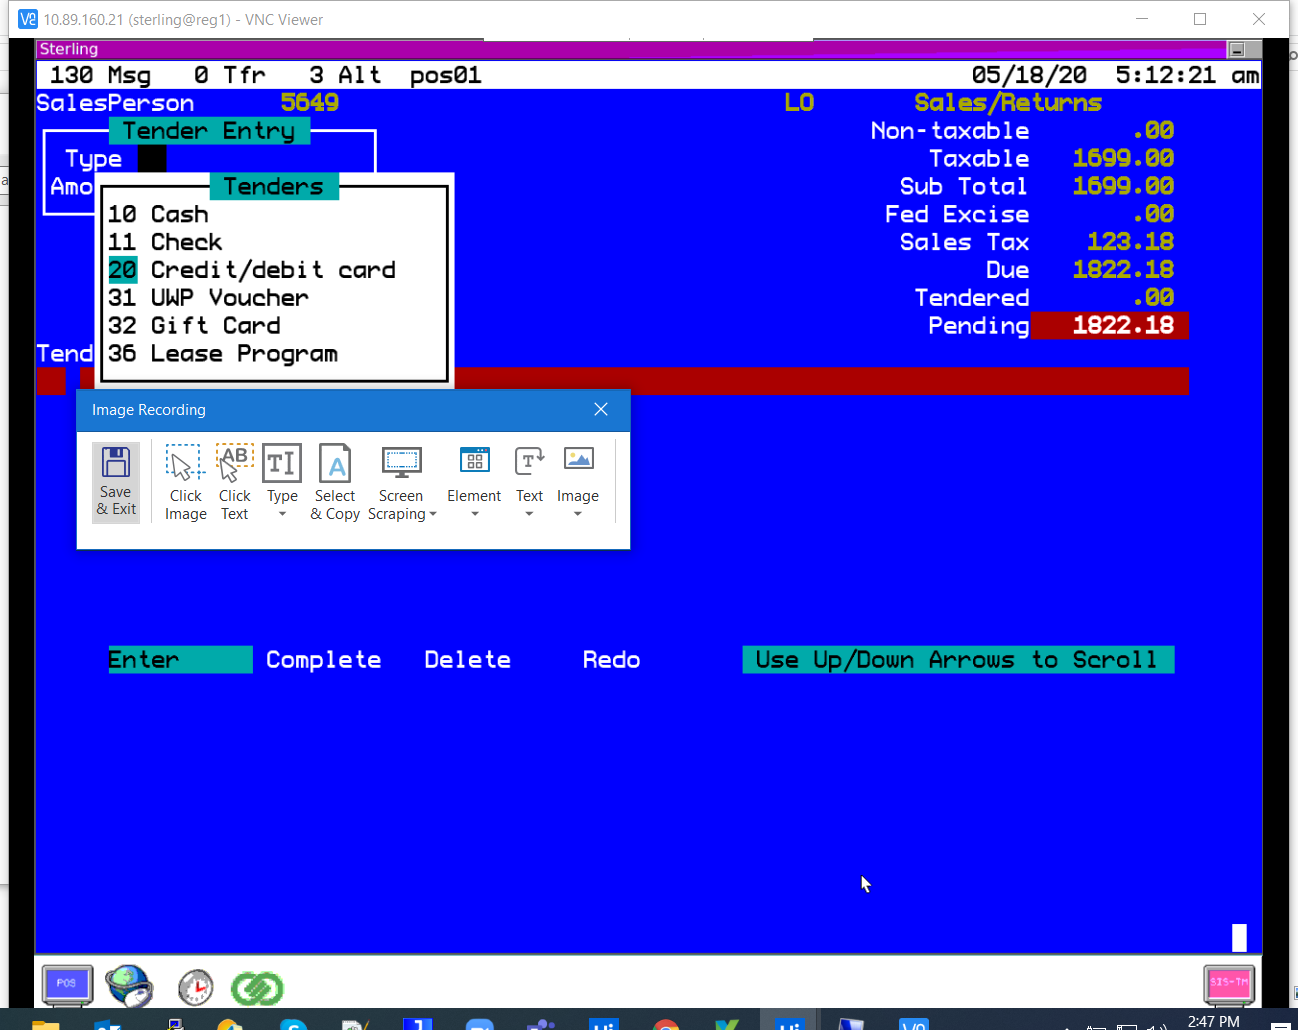 10.89.160.21 (sterling@reg1) - VNC Viewer
Sterling
130 Msg 0 Tfr 3 Alt pos01 05/18/20 5:12:21 am
SalesPerson 5649 LO Sales/Returns
Tender Entry Non-taxable .00
Type Taxable 1699.00
Amo Tenders Sub Total 1699.00
10 Cash Fed Excise .00
11 Check Sales Tax 123.18
20 Credit/debit card Due 1822.18
31 UWP Voucher Tendered .00
32 Gift Card Pending 1822.18
Tend 36 Lease Program
Image Recording
Save & Exit
Click Image
Click Text
Type
Select & Copy
Screen Scraping
Element
Text
Image
Enter Complete Delete Redo Use Up/Down Arrows to Scroll
POS
SIS-TM
2:47 PM